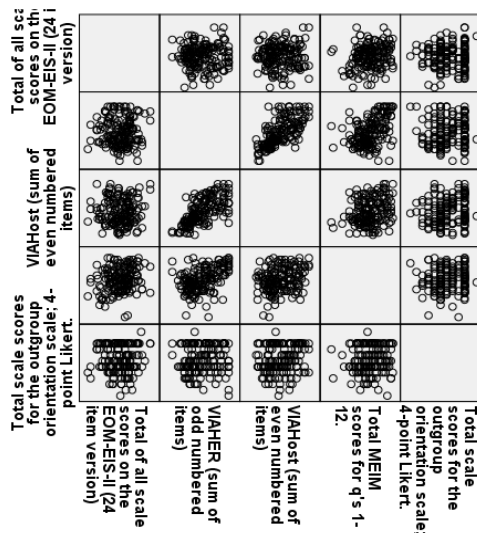 Total of all
scores on
EOM-EIS-II (24
version)
VIAHost (sum of
even numbered
items)
Total scale scores
for the outgroup
orientation scale; 4-
point Likert.
Total of all scale
scores on the
EOM-EIS-II (24
item version)
VIAHER (sum of
odd numbered
items)
VIAHost (sum of
even numbered
items)
Total MEIM
scores for q's 1-
12.
Total scale
scores for the
outgroup
orientation scale;
4-point Likert.